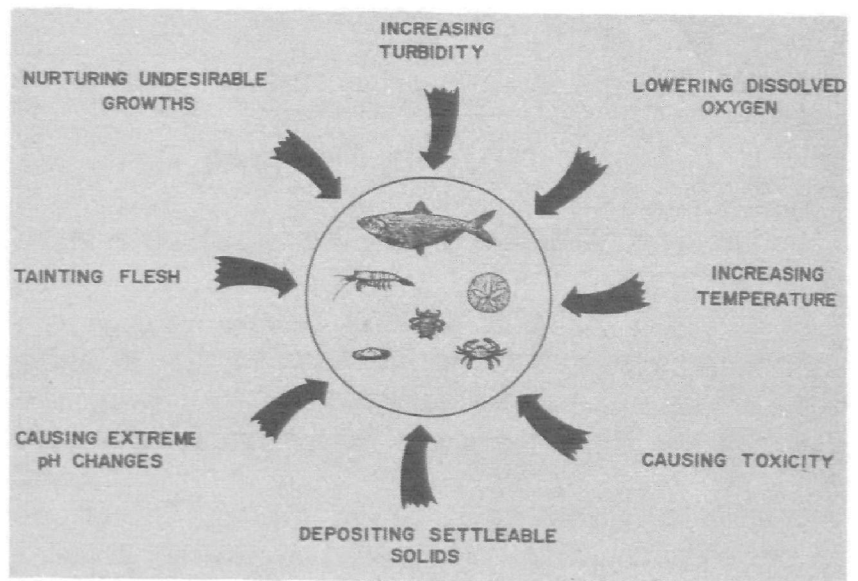 INCREASING
TURBIDITY
NURTURING UNDESIRABLE
GROWTHS
LOWERING DISSOLVED
OXYGEN
TAINTING FLESH
INCREASING
TEMPERATURE
CAUSING EXTREME
pH CHANGES
CAUSING TOXICITY
DEPOSITING SETTLEABLE
SOLIDS